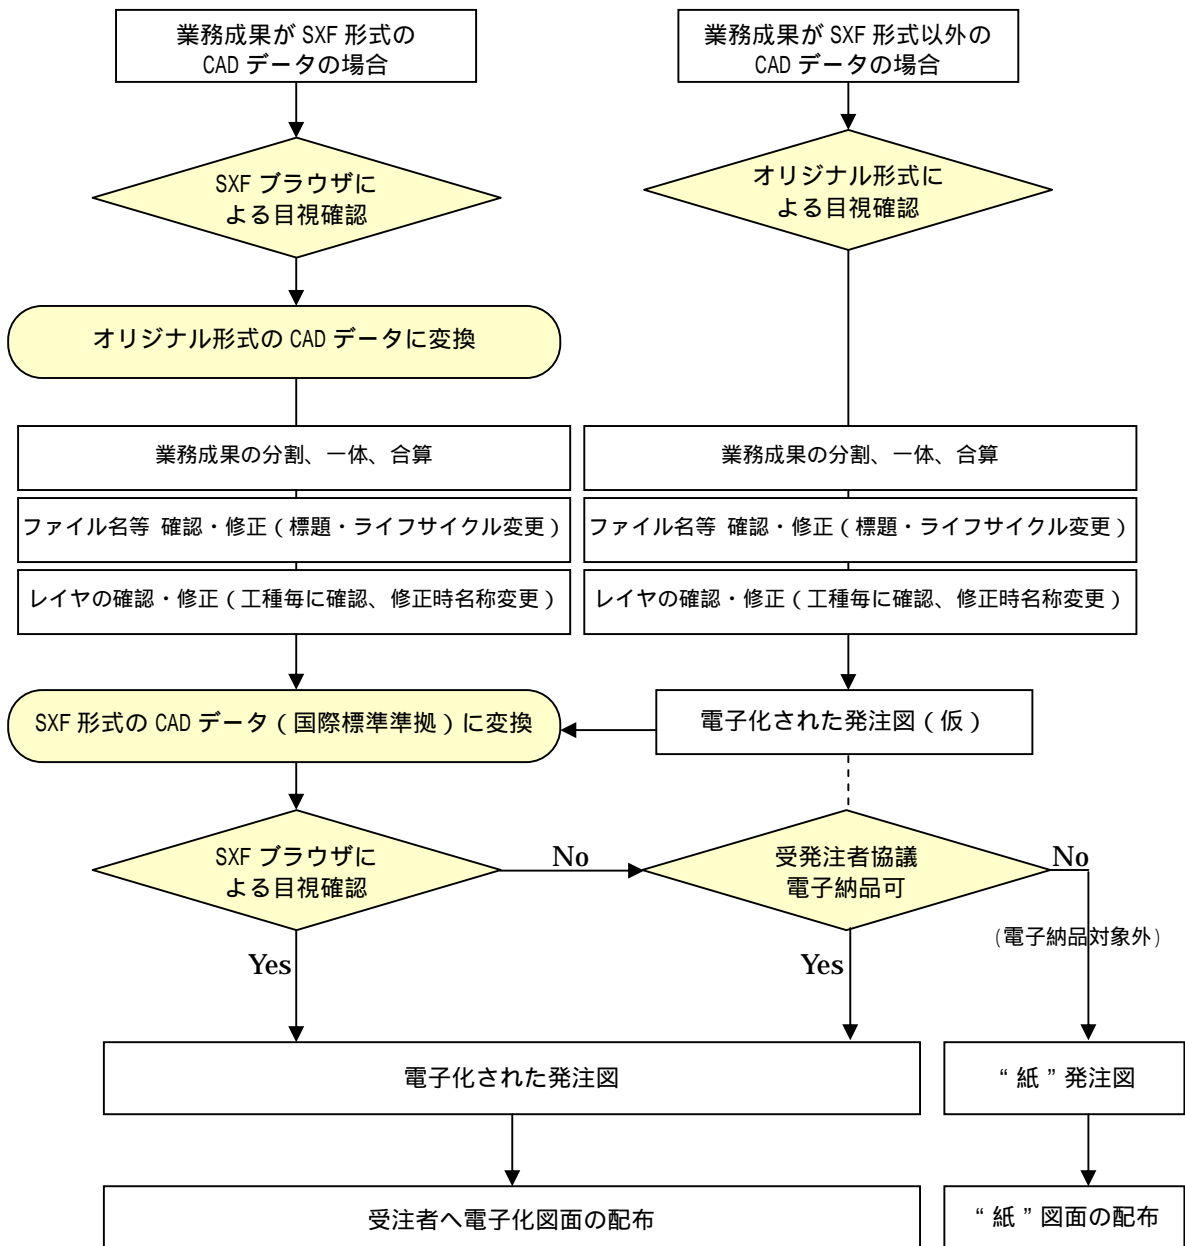 業務成果が SXF 形式の
CAD データの場合
業務成果が SXF 形式以外の
CAD データの場合
SXF ブラウザに
よる目視確認
オリジナル形式に
よる目視確認
オリジナル形式の CAD データに変換
業務成果の分割、一体、合算
業務成果の分割、一体、合算
ファイル名等 確認・修正（標題・ライフサイクル変更）
ファイル名等 確認・修正（標題・ライフサイクル変更）
レイヤの確認・修正（工種毎に確認、修正時名称変更）
レイヤの確認・修正（工種毎に確認、修正時名称変更）
SXF 形式の CAD データ（国際標準準拠）に変換
電子化された発注図（仮）
SXF ブラウザに
よる目視確認
No
受発注者協議
電子納品可
No
（電子納品対象外）
Yes
Yes
電子化された発注図
“紙”発注図
受注者へ電子化図面の配布
“紙”図面の配布